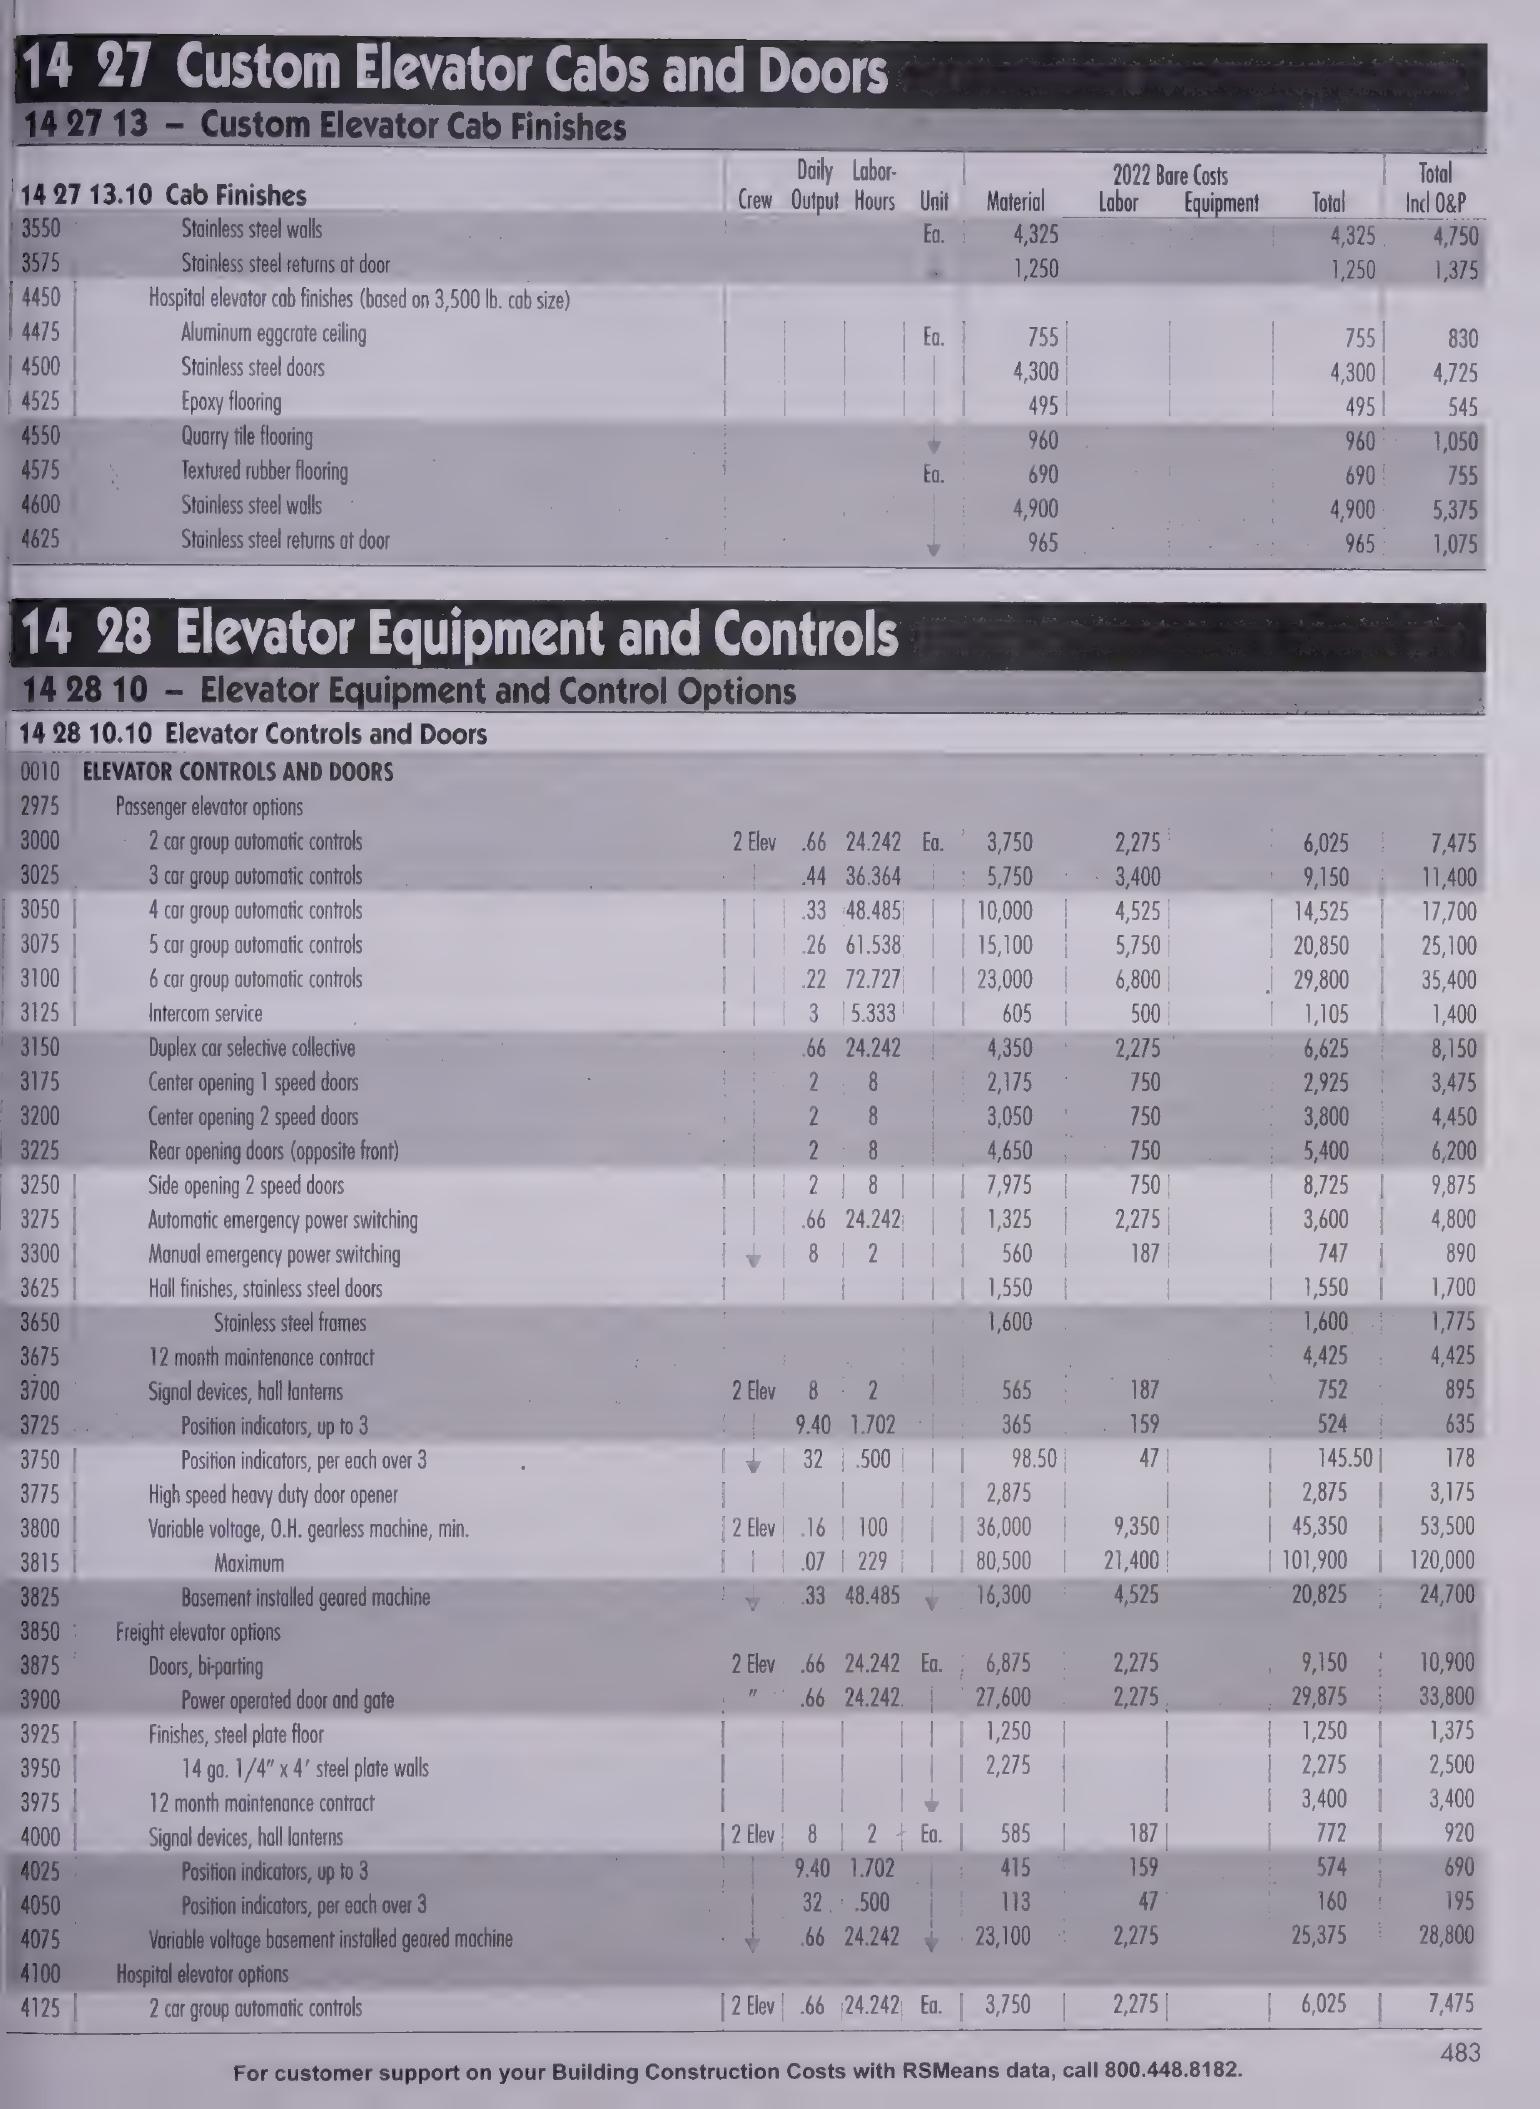 14 27 Custom Elevator Cabs and Doors
14 27 13 – Custom Elevator Cab Finishes
Daily Labor- 2022 Bare Costs Total
14 27 13.10 Cab Finishes Crew Output Hours Unit Material Labor Equipment Total Incl O&P
3550 Stainless steel walls Ea. 4,325 4,325 4,750
3575 Stainless steel returns at door 1,250 1,250 1,375
4450 Hospital elevator cab finishes (based on 3,500 lb. cab size)
4475 Aluminum eggcrate ceiling Ea. 755 755 830
4500 Stainless steel doors 4,300 4,300 4,725
4525 Epoxy flooring 495 495 545
4550 Quarry tile flooring 960 960 1,050
4575 Textured rubber flooring Ea. 690 690 755
4600 Stainless steel walls 4,900 4,900 5,375
4625 Stainless steel returns at door 965 965 1,075
14 28 Elevator Equipment and Controls
14 28 10 – Elevator Equipment and Control Options
14 28 10.10 Elevator Controls and Doors
0010 ELEVATOR CONTROLS AND DOORS
2975 Passenger elevator options
3000 2 car group automatic controls 2 Elev .66 24.242 Ea. 3,750 2,275 6,025 7,475
3025 3 car group automatic controls .44 36.364 5,750 3,400 9,150 11,400
3050 4 car group automatic controls .33 48.485 10,000 4,525 14,525 17,700
3075 5 car group automatic controls .26 61.538 15,100 5,750 20,850 25,100
3100 6 car group automatic controls .22 72.727 23,000 6,800 29,800 35,400
3125 Intercom service 3 5.333 605 500 1,105 1,400
3150 Duplex car selective collective .66 24.242 4,350 2,275 6,625 8,150
3175 Center opening 1 speed doors 2 8 2,175 750 2,925 3,475
3200 Center opening 2 speed doors 2 8 3,050 750 3,800 4,450
3225 Rear opening doors (opposite front) 2 8 4,650 750 5,400 6,200
3250 Side opening 2 speed doors 2 8 7,975 750 8,725 9,875
3275 Automatic emergency power switching .66 24.242 1,325 2,275 3,600 4,800
3300 Manual emergency power switching 8 2 560 187 747 890
3625 Hall finishes, stainless steel doors 1,550 1,550 1,700
3650 Stainless steel frames 1,600 1,600 1,775
3675 12 month maintenance contract 4,425 4,425
3700 Signal devices, hall lanterns 2 Elev 8 2 565 187 752 895
3725 Position indicators, up to 3 9.40 1.702 365 159 524 635
3750 Position indicators, per each over 3 32 .500 98.50 47 145.50 178
3775 High speed heavy duty door opener 2,875 2,875 3,175
3800 Variable voltage, O.H. gearless machine, min. 2 Elev .16 100 36,000 9,350 45,350 53,500
3815 Maximum .07 229 80,500 21,400 101,900 120,000
3825 Basement installed geared machine .33 48.485 16,300 4,525 20,825 24,700
3850 Freight elevator options
3875 Doors, bi-parting 2 Elev .66 24.242 Ea. 6,875 2,275 9,150 10,900
3900 Power operated door and gate " .66 24.242 27,600 2,275 29,875 33,800
3925 Finishes, steel plate floor 1,250 1,250 1,375
3950 14 ga. 1/4" x 4' steel plate walls 2,275 2,275 2,500
3975 12 month maintenance contract 3,400 3,400
4000 Signal devices, hall lanterns 2 Elev 8 2 Ea. 585 187 772 920
4025 Position indicators, up to 3 9.40 1.702 415 159 574 690
4050 Position indicators, per each over 3 32 .500 113 47 160 195
4075 Variable voltage basement installed geared machine .66 24.242 23,100 2,275 25,375 28,800
4100 Hospital elevator options
4125 2 car group automatic controls 2 Elev .66 24.242 Ea. 3,750 2,275 6,025 7,475
For customer support on your Building Construction Costs with RSMeans data, call 800.448.8182.
483